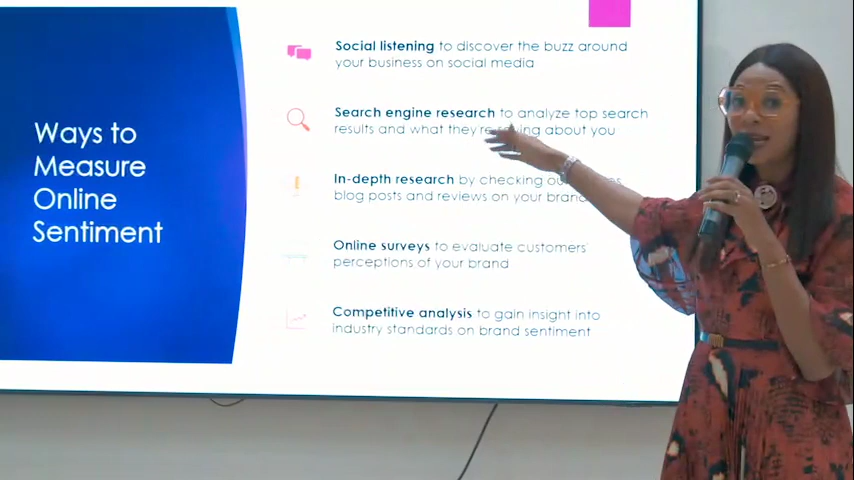 Ways to
Measure
Online
Sentiment
Social listening to discover the buzz around
your business on social media
Search engine research to analyze top search
results and what they're saying about you
In-depth research by checking
blog posts and reviews on your brand
Online surveys to evaluate customers'
perceptions of your brand
Competitive analysis to gain insight into
industry standards on brand sentiment